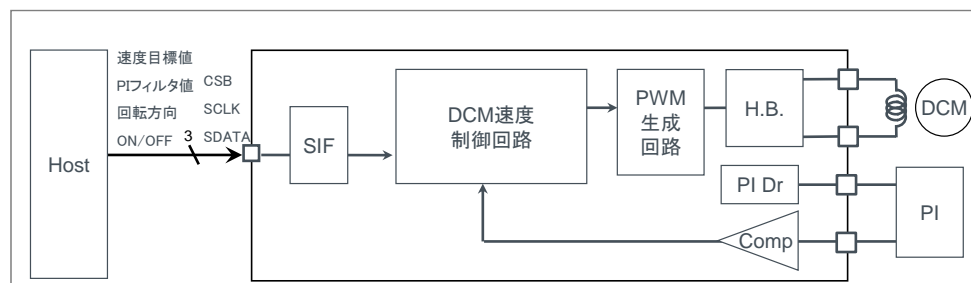 速度目標値
PIフィルタ値
CSB
回転方向
SCLK
ON/OFF
3
SDATA
Host
SIF
DCM速度
制御回路
PWM
生成
回路
H.B.
DCM
PI Dr
PI
Comp